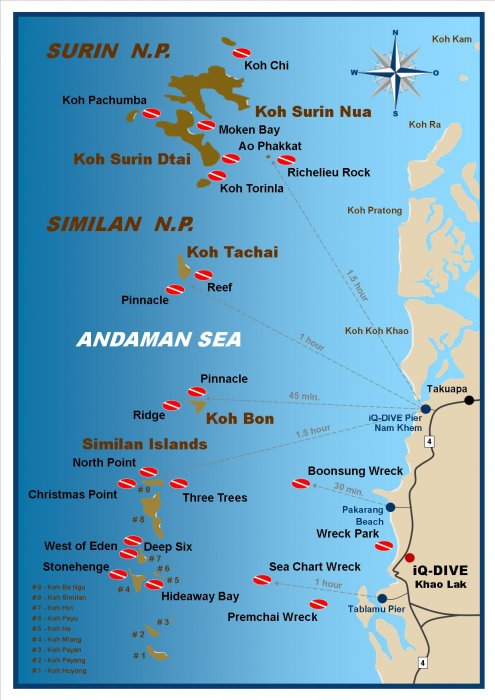 SURIN N.P.
Koh Chi
Koh Kam
N
W
O
S
Koh Pachumba
Koh Surin Nua
Moken Bay
Koh Ra
Ao Phakkat
Koh Surin Dtai
Richelieu Rock
Koh Torinla
Koh Pratong
SIMILAN N.P.
Koh Tachai
Reef
Pinnacle
1.5 hour
Koh Koh Khao
ANDAMAN SEA
1 hour
Pinnacle
45 min.
Takuapa
Ridge
Koh Bon
iQ-DIVE Pier
Nam Khem
1.5 hour
4
Similan Islands
North Point
Boonsung Wreck
Christmas Point
# 9
Three Trees
30 min.
# 8
Pakarang
Beach
Wreck Park
West of Eden
Deep Six
# 7
Stonehenge
# 6
Sea Chart Wreck
iQ-DIVE
Khao Lak
# 5
# 4
Hideaway Bay
1 hour
Premchai Wreck
Tablamu Pier
# 3
# 2
# 1
4
# 9 - Koh Ba Ngu
# 8 - Koh Similan
# 7 - Koh Hin
# 6 - Koh Payu
# 5 - Koh Ha
# 4 - Koh Miang
# 3 - Koh Payan
# 2 - Koh Payang
# 1 - Koh Huyong